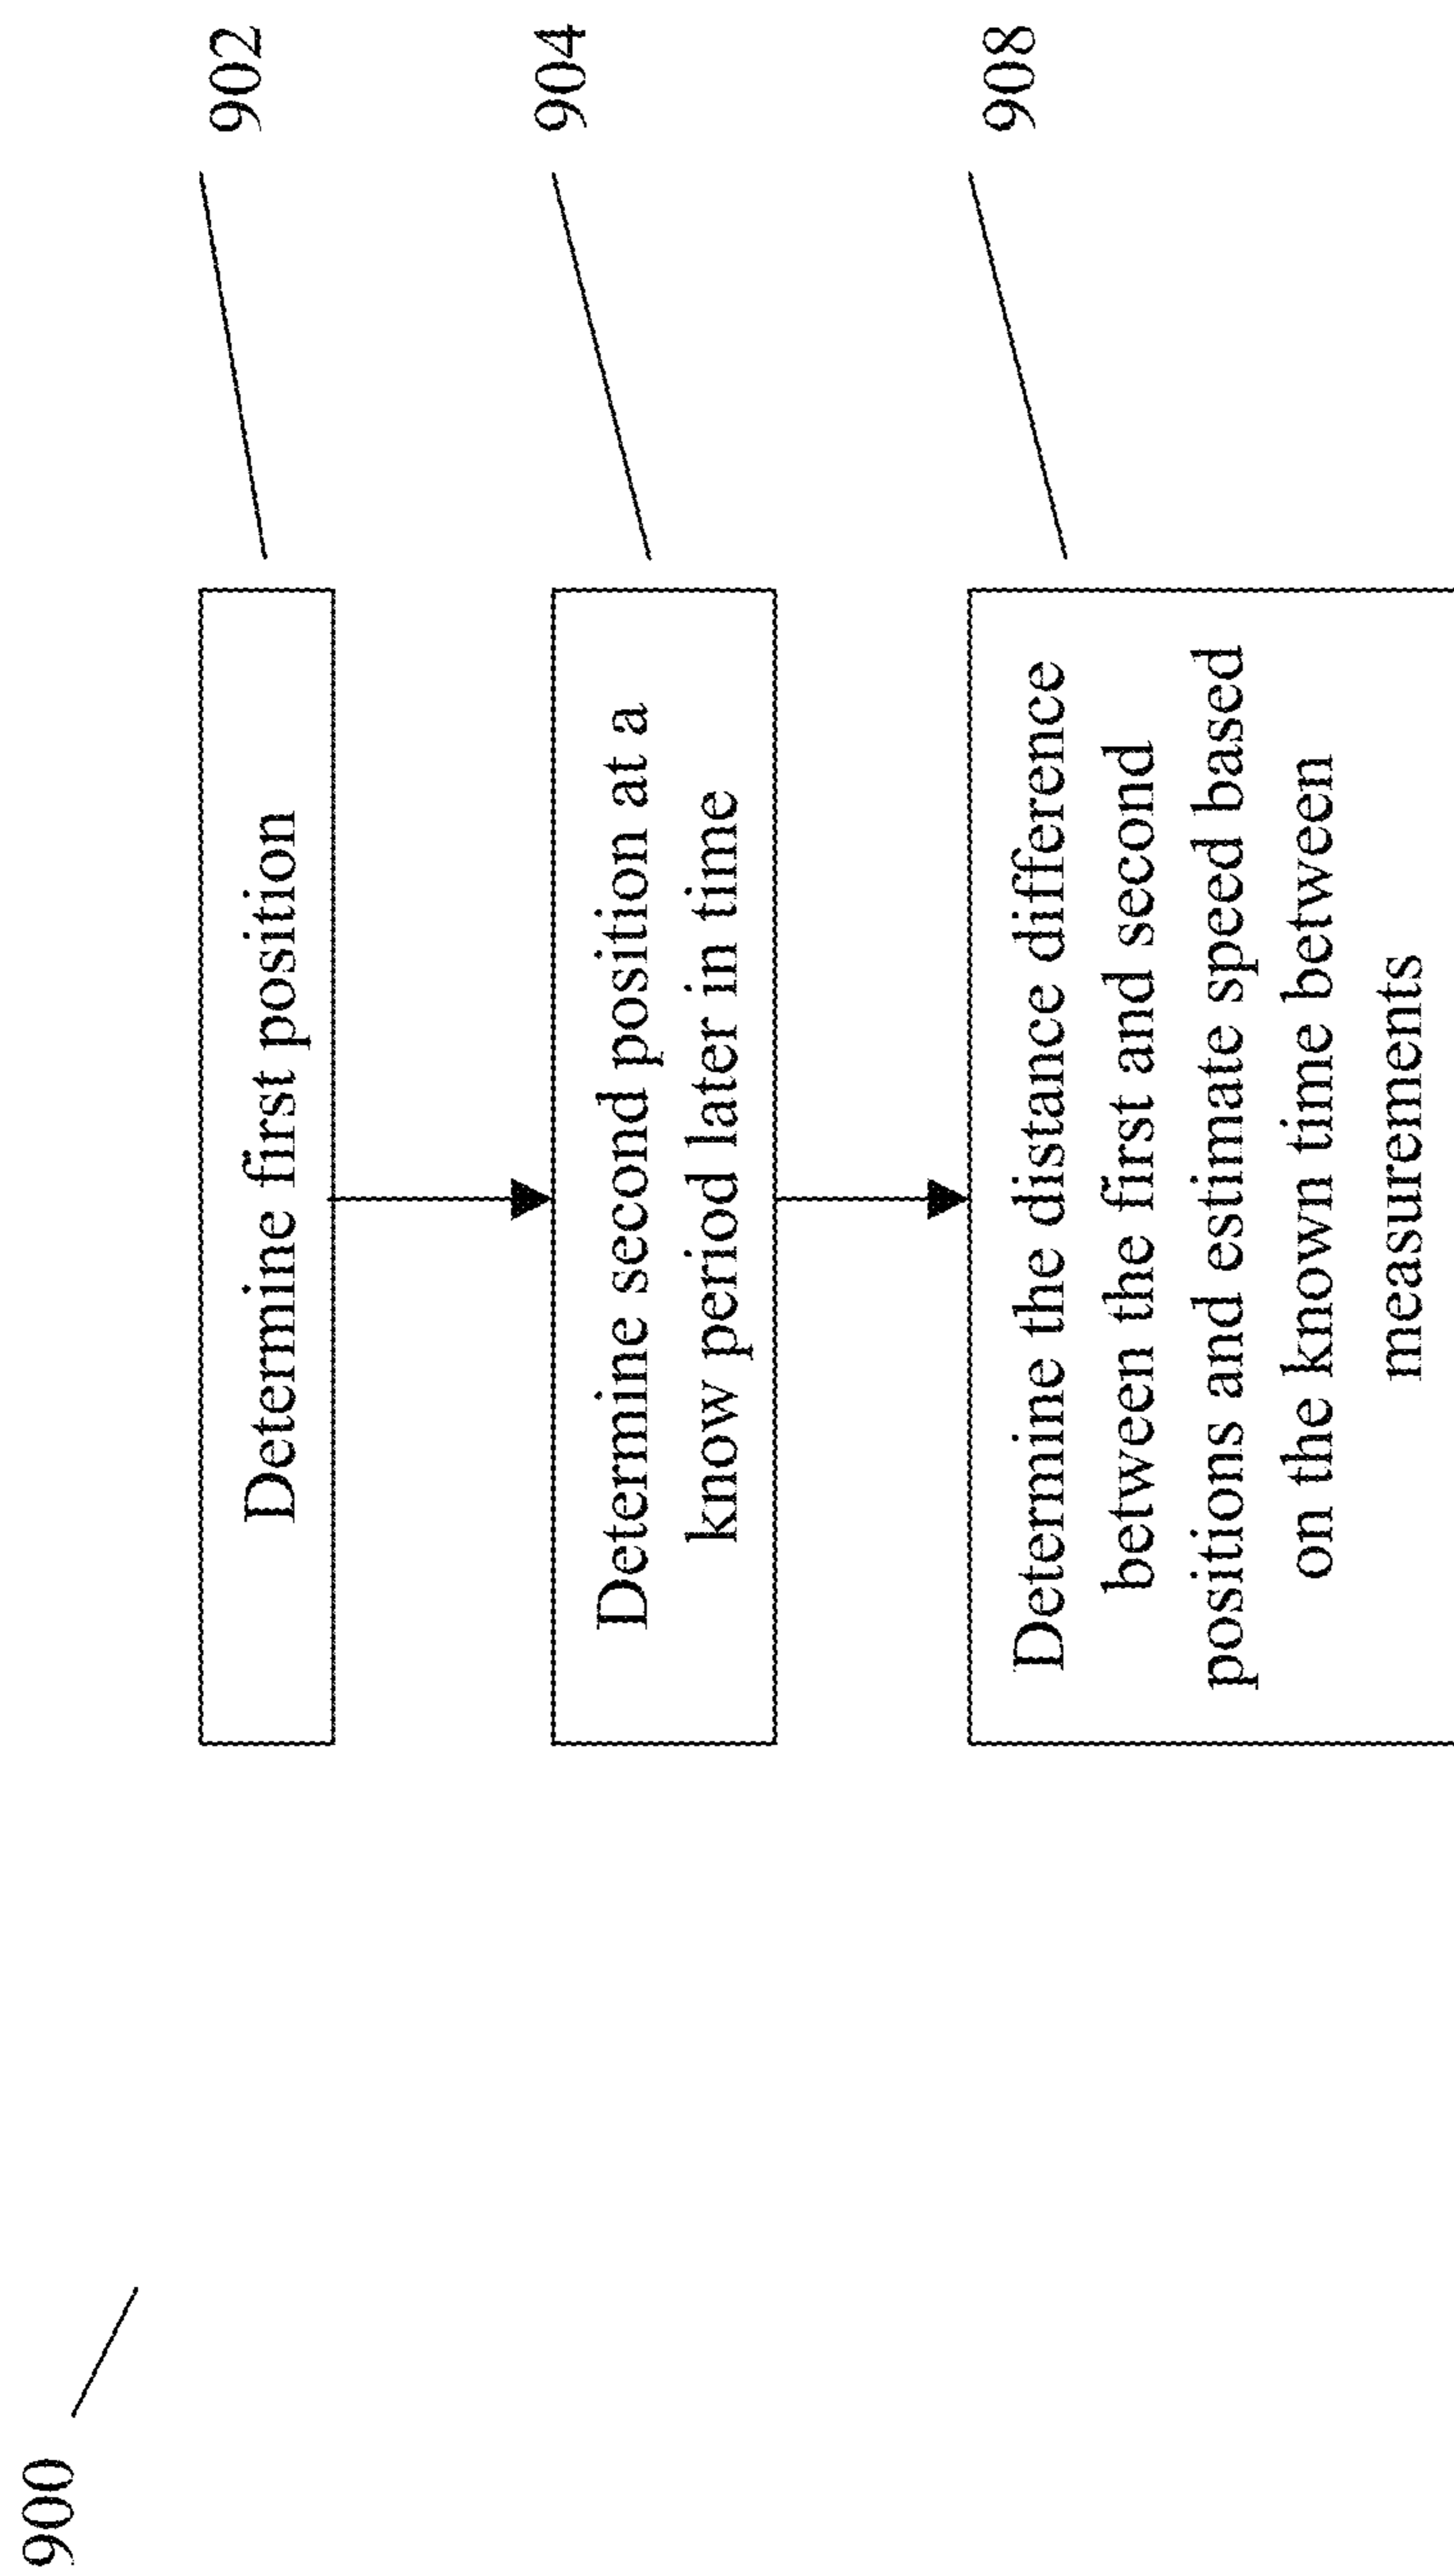 900
Determine first position
902
Determine second position at a
know period later in time
904
Determine the distance difference
between the first and second
positions and estimate speed based
on the known time between
measurements
908